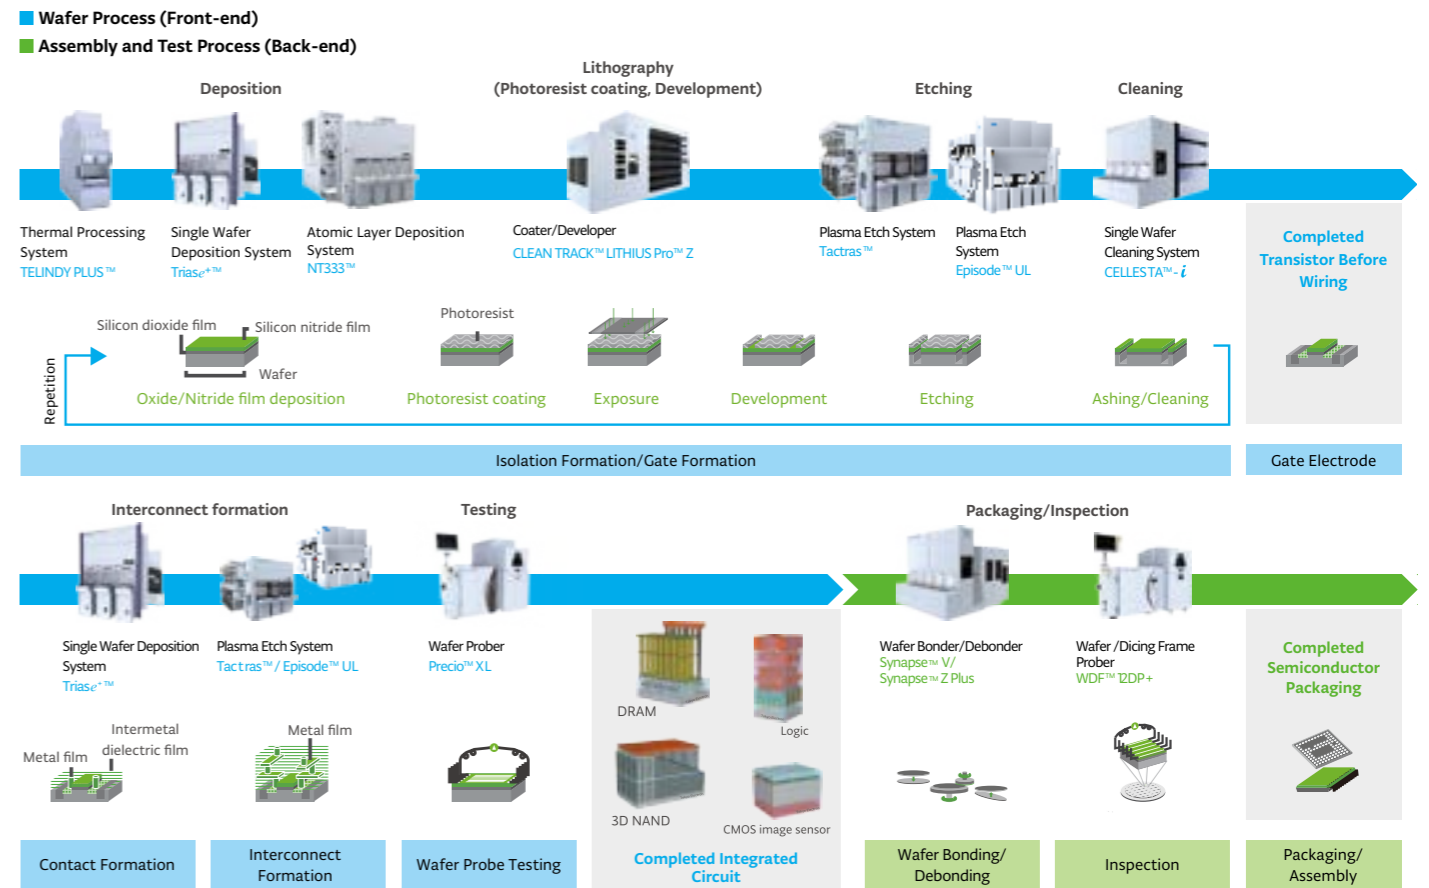 Wafer Process (Front-end)
Assembly and Test Process (Back-end)
Deposition
Lithography
(Photoresist coating, Development)
Etching
Cleaning
Thermal Processing
System
TELINDY PLUS™
Single Wafer
Deposition System
Triase⁺™
Atomic Layer Deposition
System
NT333™
Coater/Developer
CLEAN TRACK™ LITHIUS Pro™ Z
Plasma Etch System
Tactras™
Plasma Etch
System
Episode™ UL
Single Wafer
Cleaning System
CELLESTA™-i
Completed
Transistor Before
Wiring
Repetition
Silicon dioxide film
Silicon nitride film
Wafer
Photoresist
Oxide/Nitride film deposition
Photoresist coating
Exposure
Development
Etching
Ashing/Cleaning
Isolation Formation/Gate Formation
Gate Electrode
Interconnect formation
Testing
Packaging/Inspection
Single Wafer Deposition
System
Triase⁺™
Plasma Etch System
Tactras™ / Episode™ UL
Wafer Prober
Precio™ XL
DRAM
Logic
3D NAND
CMOS image sensor
Completed Integrated
Circuit
Wafer Bonder/Debonder
Synapse™ V/
Synapse™ Z Plus
Wafer /Dicing Frame
Prober
WDF™ 12DP+
Completed
Semiconductor
Packaging
Metal film
Intermetal
dielectric film
Metal film
Contact Formation
Interconnect
Formation
Wafer Probe Testing
Wafer Bonding/
Debonding
Inspection
Packaging/
Assembly